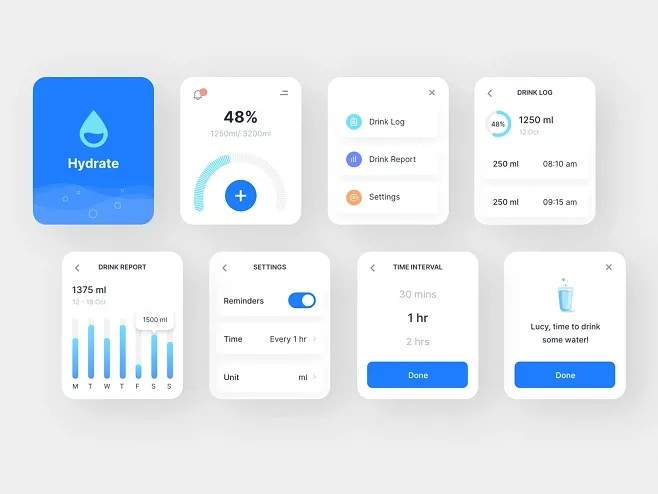 Hydrate
48%
1250ml/ 3200ml
Drink Log
Drink Report
Settings
DRINK LOG
48%
1250 ml
12 Oct
250 ml 08:10 am
250 ml 09:15 am
DRINK REPORT
1375 ml
12 - 18 Oct
1500 ml
M T W T F S S
SETTINGS
Reminders
Time Every 1 hr
Unit ml
TIME INTERVAL
30 mins
1 hr
2 hrs
Done
Lucy, time to drink
some water!
Done